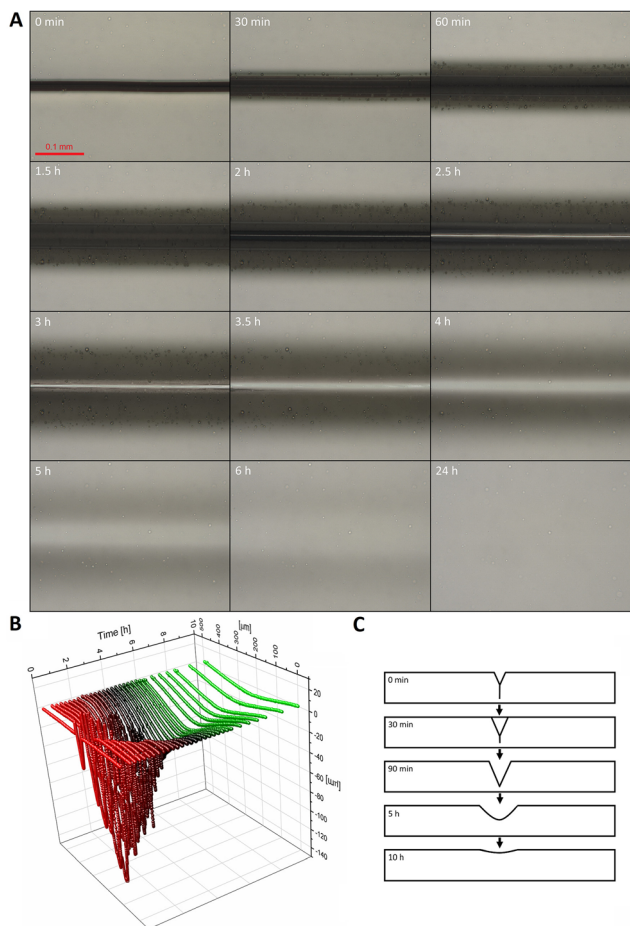 A
0 min
30 min
60 min
0.1 mm
1.5 h
2 h
2.5 h
3 h
3.5 h
4 h
5 h
6 h
24 h
B
Time [h]
0
2
4
6
8
10
500
400
300
200
100
0
[µm]
20
0
-20
-40
-60
-80
-100
-120
-140
[µm]
C
0 min
30 min
90 min
5 h
10 h